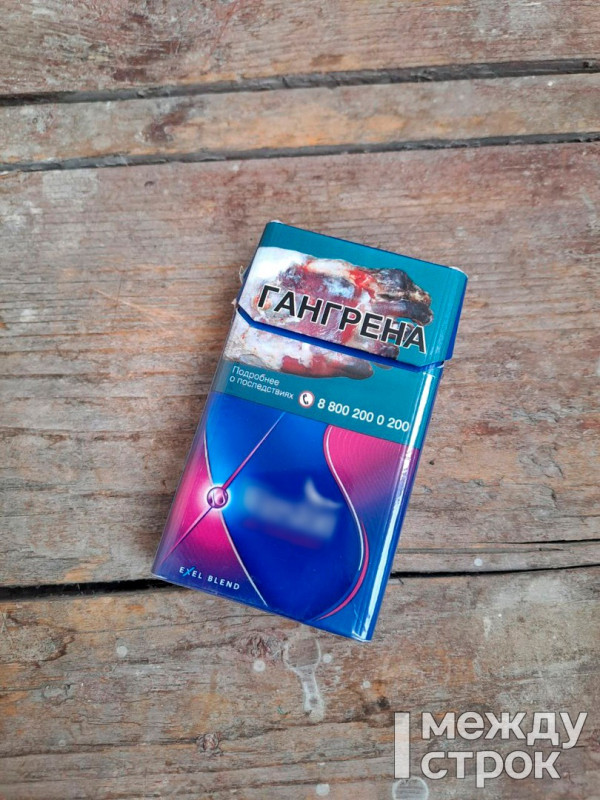 ГАНГРЕНА
Подробнее
о последствиях
8 800 200 0 200
EXEL BLEND
МЕЖДУ
СТРОК